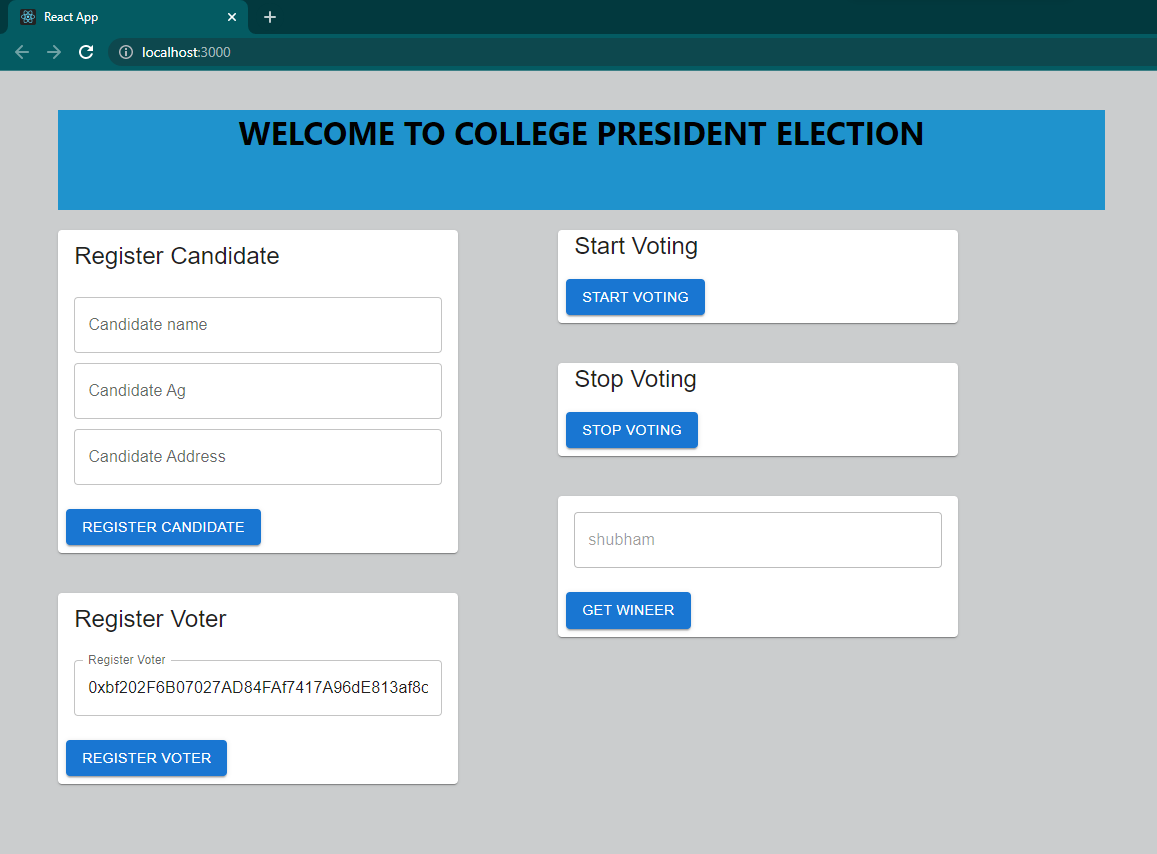 React App
localhost:3000
WELCOME TO COLLEGE PRESIDENT ELECTION
Register Candidate
Candidate name
Candidate Ag
Candidate Address
REGISTER CANDIDATE
Register Voter
Register Voter
0xbf202F6B07027AD84FAf7417A96dE813af8c
REGISTER VOTER
Start Voting
START VOTING
Stop Voting
STOP VOTING
shubham
GET WINEER